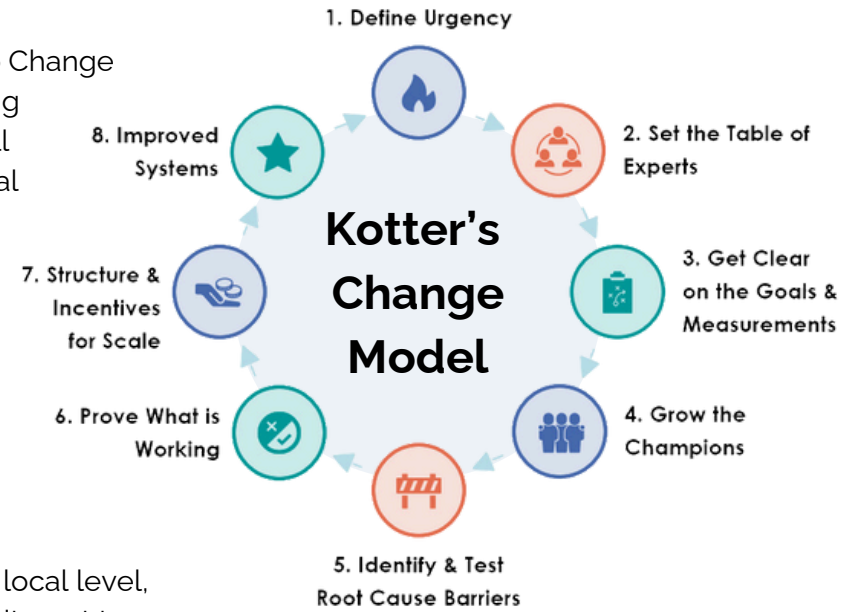 Change
1. Define Urgency
8. Improved
Systems
2. Set the Table of
Experts
Kotter's
Change
Model
7. Structure &
Incentives
for Scale
3. Get Clear
on the Goals &
Measurements
6. Prove What is
Working
4. Grow the
Champions
5. Identify & Test
Root Cause Barriers
local level,